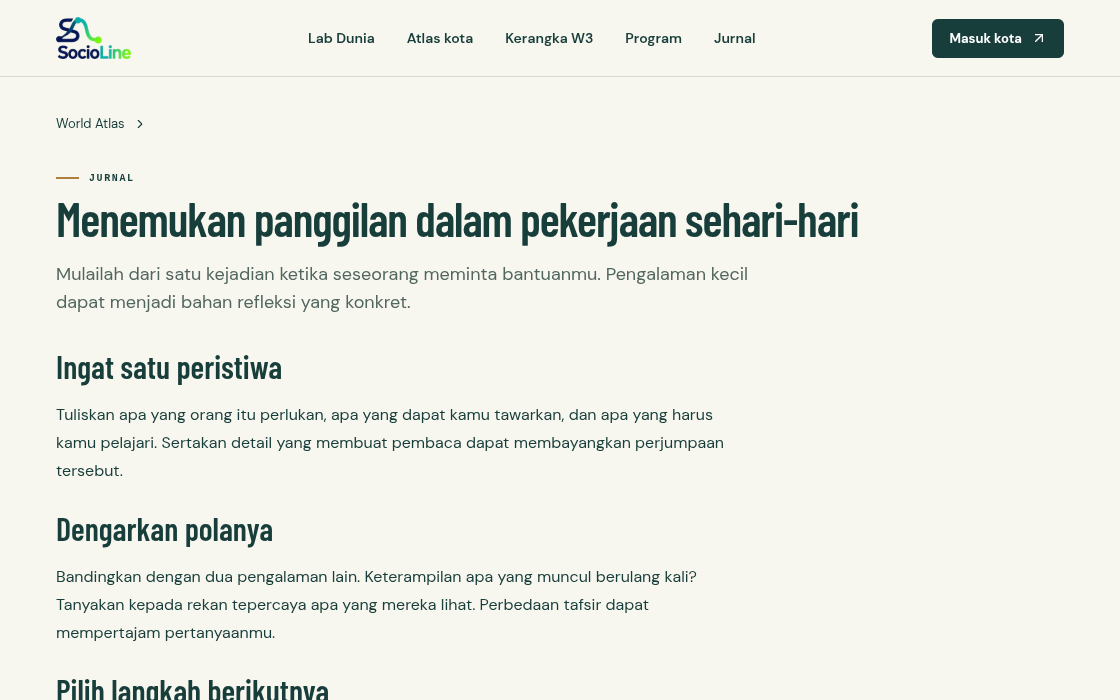 SocioLine
Lab Dunia
Atlas kota
Kerangka W3
Program
Jurnal
Masuk kota
World Atlas
JURNAL
Menemukan panggilan dalam pekerjaan sehari-hari
Mulailah dari satu kejadian ketika seseorang meminta bantuanmu. Pengalaman kecil
dapat menjadi bahan refleksi yang konkret.
Ingat satu peristiwa
Tuliskan apa yang orang itu perlukan, apa yang dapat kamu tawarkan, dan apa yang harus
kamu pelajari. Sertakan detail yang membuat pembaca dapat membayangkan perjumpaan
tersebut.
Dengarkan polanya
Bandingkan dengan dua pengalaman lain. Keterampilan apa yang muncul berulang kali?
Tanyakan kepada rekan tepercaya apa yang mereka lihat. Perbedaan tafsir dapat
mempertajam pertanyaanmu.
Pilih langkah berikutnya